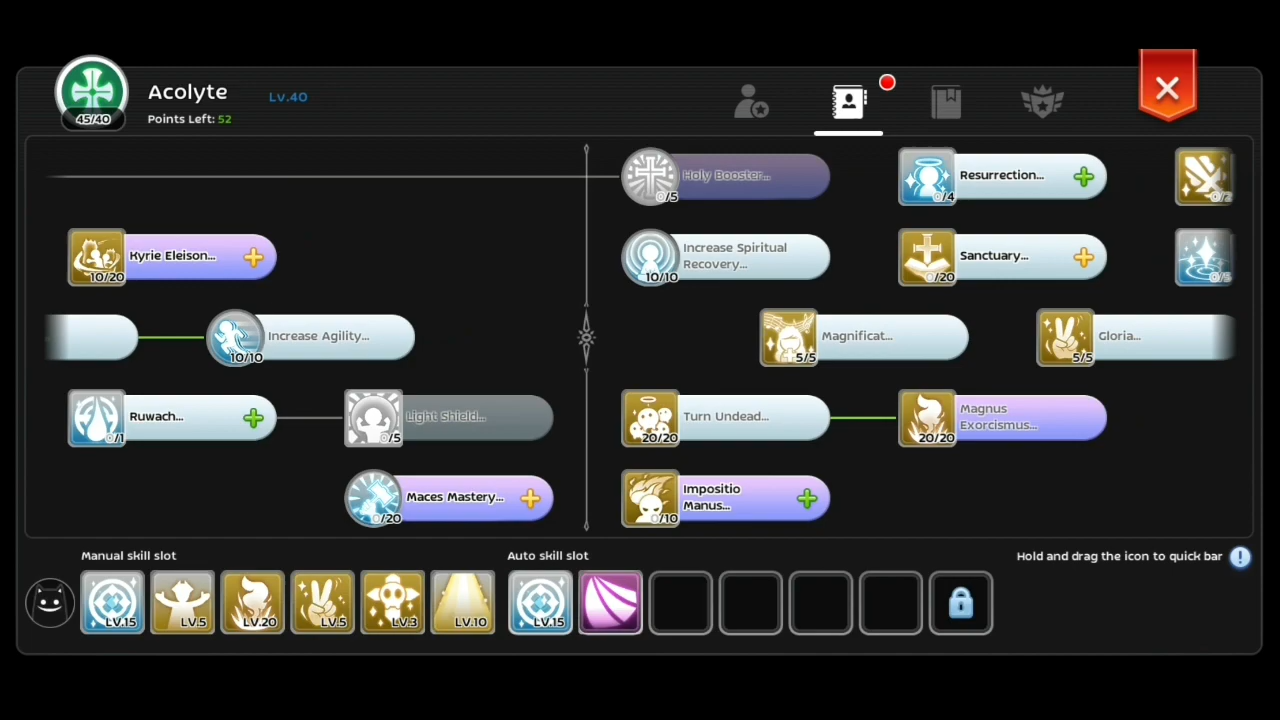 Acolyte
Lv.40
45/40
Points Left: 52
Holy Booster...
0/5
Resurrection...
0/4
0/2
Kyrie Eleison...
10/20
Increase Spiritual
Recovery...
10/10
Sanctuary...
0/20
0/5
Increase Agility...
10/10
Magnificat...
5/5
Gloria...
5/5
Ruwach...
0/1
Light Shield...
0/5
Turn Undead...
20/20
Magnus
Exorcismus...
20/20
Maces Mastery...
0/20
Impositio
Manus...
0/10
Manual skill slot
Auto skill slot
Hold and drag the icon to quick bar
LV.15
LV.5
LV.20
LV.5
LV.3
LV.10
LV.15